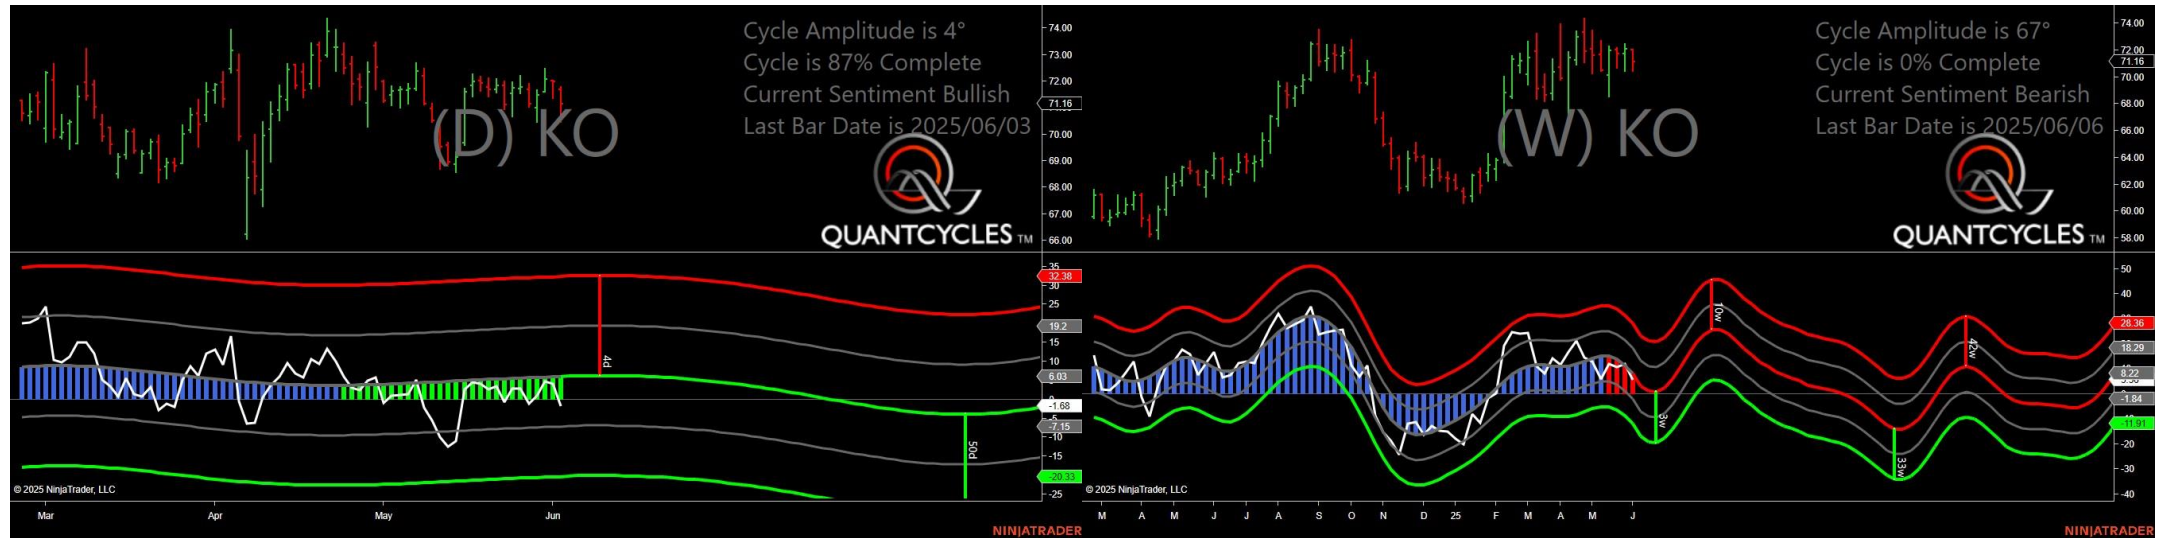 Cycle Amplitude is 4°
Cycle is 87% Complete
Current Sentiment Bullish
Last Bar Date is 2025/06/03
(D) KO
QUANTCYCLES TM
74.00
73.00
72.00
71.16
70.00
69.00
68.00
67.00
66.00
35
32.38
30
25
19.2
15
10
6.03
-1.68
-7.15
-10
-15
-20.33
-25
4d
50d
© 2025 NinjaTrader, LLC
Mar
Apr
May
Jun
NINJATRADER
Cycle Amplitude is 67°
Cycle is 0% Complete
Current Sentiment Bearish
Last Bar Date is 2025/06/06
(W) KO
QUANTCYCLES TM
74.00
72.00
71.16
70.00
68.00
66.00
64.00
62.00
60.00
58.00
50
40
28.36
18.29
8.22
-1.84
-11.91
-20
-30
-40
10w
3w
42w
33w
© 2025 NinjaTrader, LLC
M
A
M
J
J
A
S
O
N
D
25
F
M
A
M
J
NINJATRADER